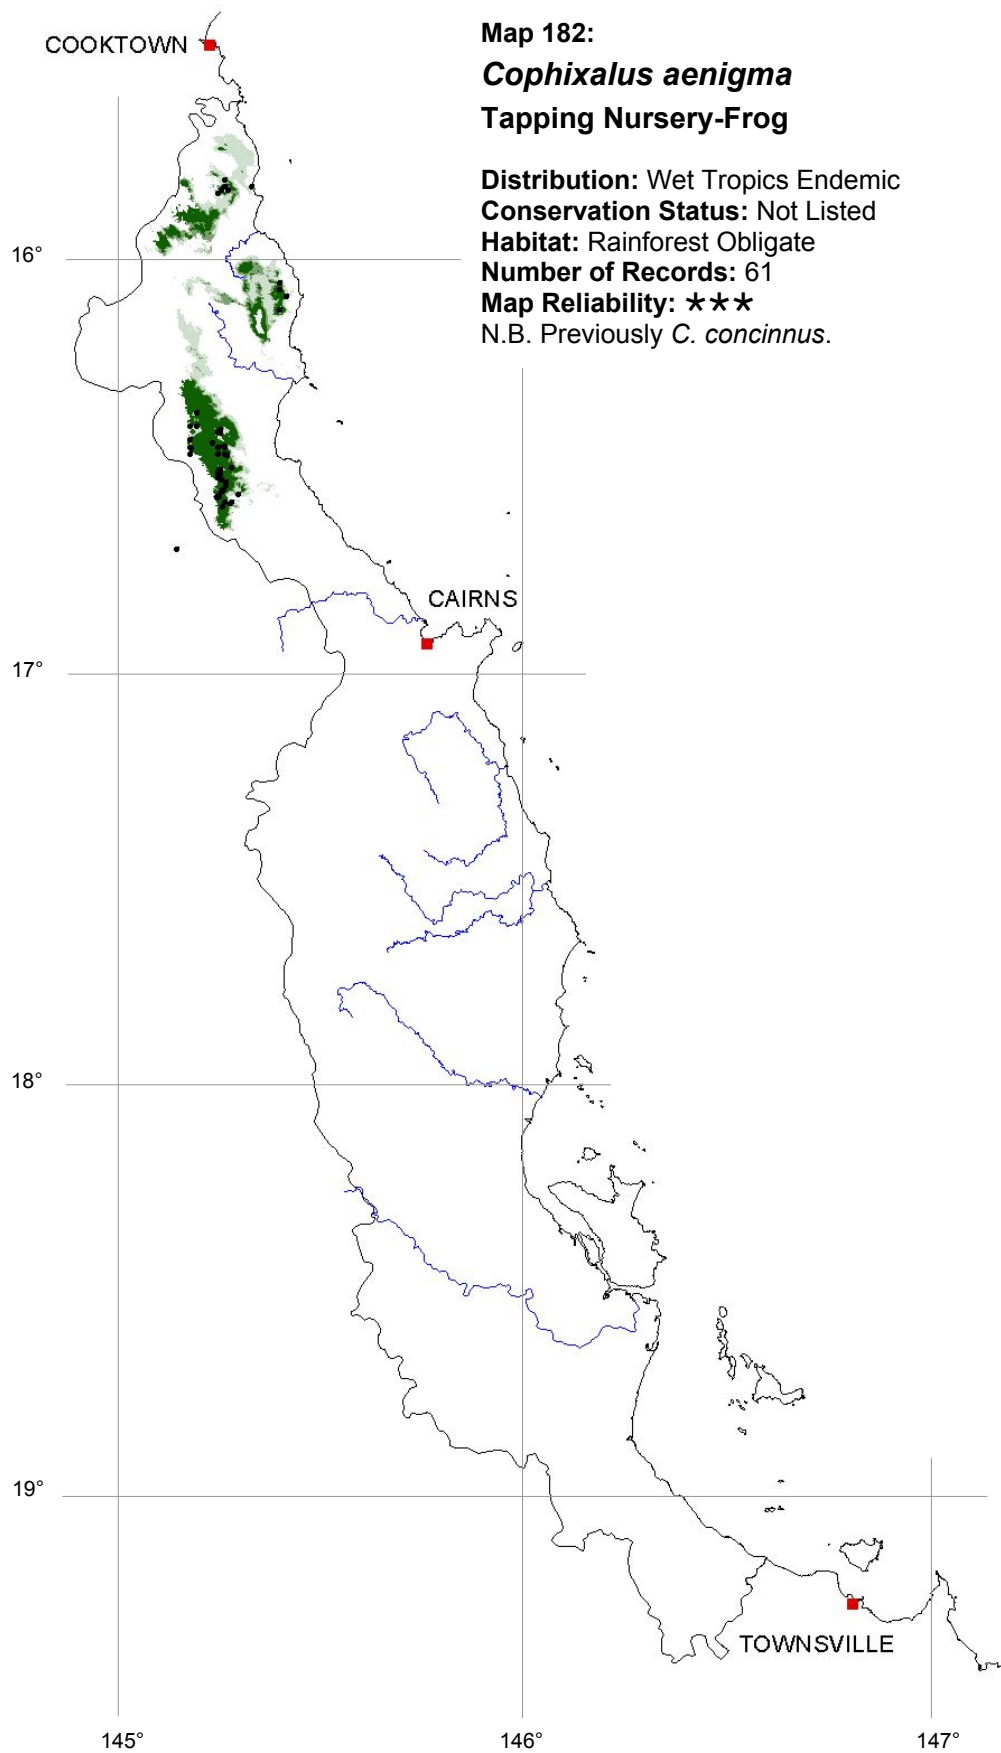 Map 182:
Cophixalus aenigma
Tapping Nursery-Frog
Distribution: Wet Tropics Endemic
Conservation Status: Not Listed
Habitat: Rainforest Obligate
Number of Records: 61
Map Reliability: ★★★
N.B. Previously C. concinnus.
COOKTOWN
16°
CAIRNS
17°
18°
19°
TOWNSVILLE
145° 146° 147°